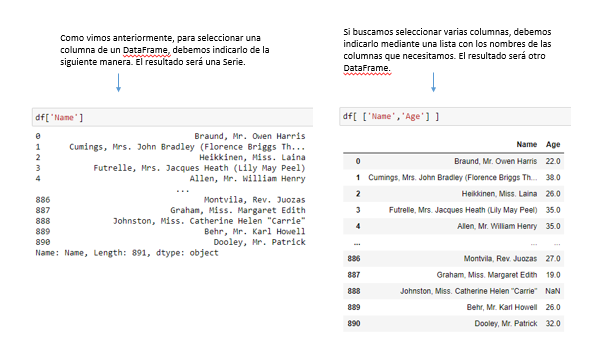 Como vimos anteriormente, para seleccionar una
columna de un DataFrame, debemos indicarlo de la
siguiente manera. El resultado será una Serie.
df['Name']
0 Braund, Mr. Owen Harris
1 Cumings, Mrs. John Bradley (Florence Briggs Th...
2 Heikkinen, Miss. Laina
3 Futrelle, Mrs. Jacques Heath (Lily May Peel)
4 Allen, Mr. William Henry
...
886 Montvila, Rev. Juozas
887 Graham, Miss. Margaret Edith
888 Johnston, Miss. Catherine Helen "Carrie"
889 Behr, Mr. Karl Howell
890 Dooley, Mr. Patrick
Name: Name, Length: 891, dtype: object
Si buscamos seleccionar varias columnas, debemos
indicarlo mediante una lista con los nombres de las
columnas que necesitamos. El resultado será otro
DataFrame.
df[ ['Name','Age'] ]
Name Age
0 Braund, Mr. Owen Harris 22.0
1 Cumings, Mrs. John Bradley (Florence Briggs Th... 38.0
2 Heikkinen, Miss. Laina 26.0
3 Futrelle, Mrs. Jacques Heath (Lily May Peel) 35.0
4 Allen, Mr. William Henry 35.0
... ... ...
886 Montvila, Rev. Juozas 27.0
887 Graham, Miss. Margaret Edith 19.0
888 Johnston, Miss. Catherine Helen "Carrie" NaN
889 Behr, Mr. Karl Howell 26.0
890 Dooley, Mr. Patrick 32.0